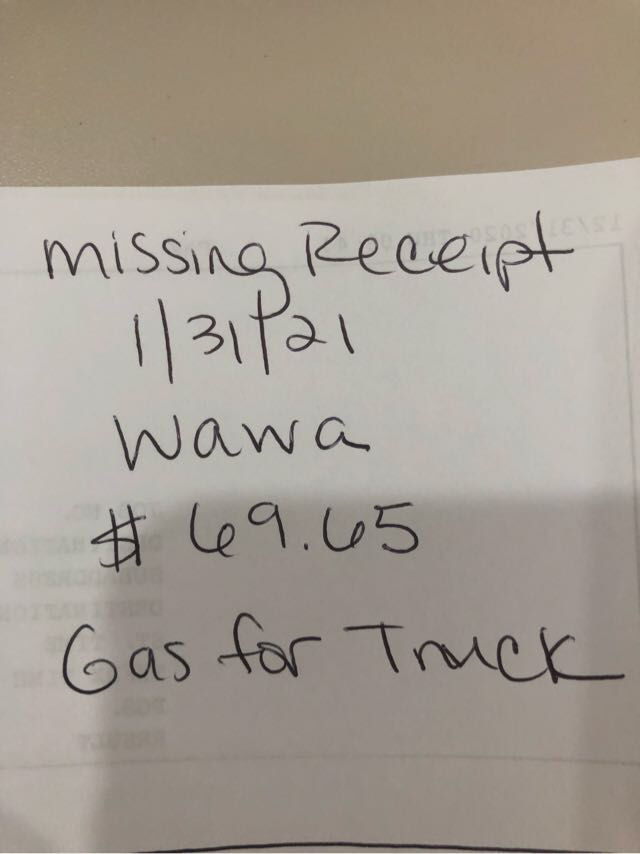 missing Receipt
1/31/21
Wawa
$ 69.65
Gas for Truck